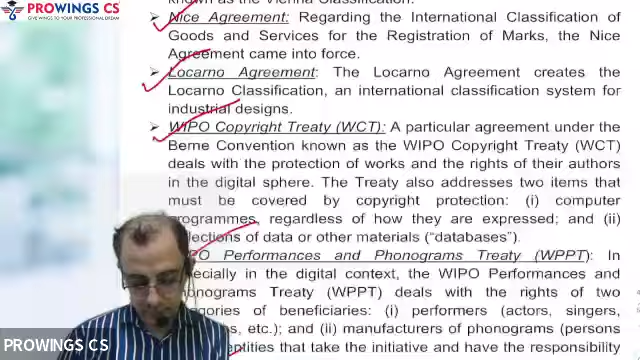 PROWINGS CS
GIVE WINGS TO YOUR PROFESSIONAL DREAM
known as the Vienna Classification.
Nice Agreement: Regarding the International Classification of
Goods and Services for the Registration of Marks, the Nice
Agreement came into force.
Locarno Agreement: The Locarno Agreement creates the
Locarno Classification, an international classification system for
industrial designs.
WIPO Copyright Treaty (WCT): A particular agreement under the
Berne Convention known as the WIPO Copyright Treaty (WCT)
deals with the protection of works and the rights of their authors
in the digital sphere. The Treaty also addresses two items that
must be covered by copyright protection: (i) computer
programmes, regardless of how they are expressed; and (ii)
of data or other materials ("databases").
Performances and Phonograms Treaty (WPPT): In
in the digital context, the WIPO Performances and
Treaty (WPPT) deals with the rights of two
of beneficiaries: (i) performers (actors, singers,
etc.); and (ii) manufacturers of phonograms (persons
that take the initiative and have the responsibility
PROWINGS CS